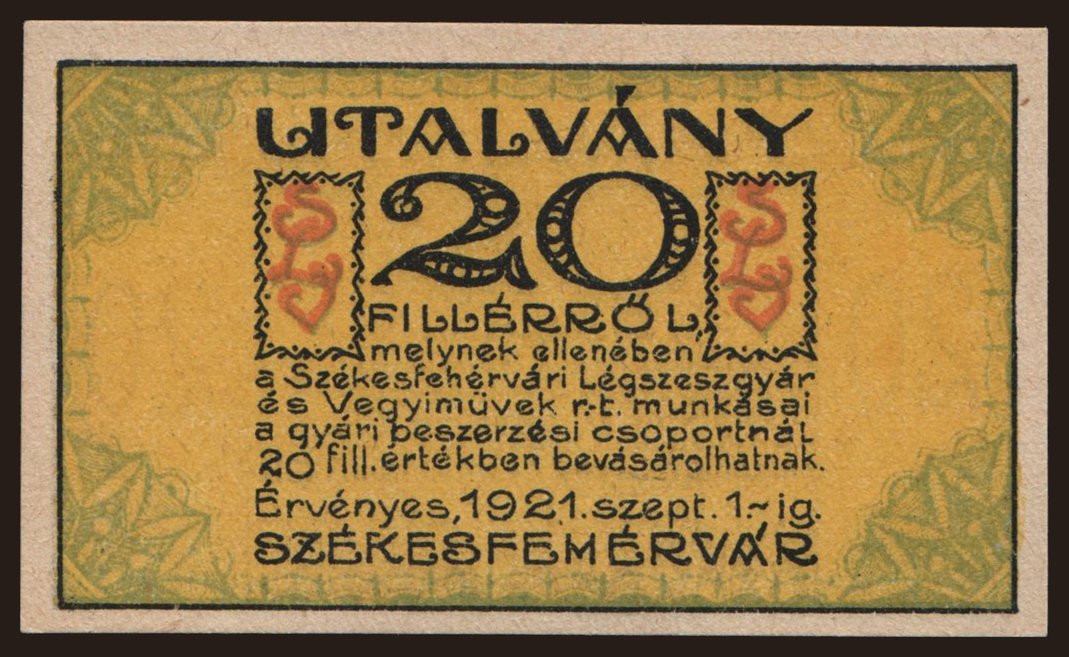 UTALVÁNY
S L V
20
S L V
FILLÉRRŐL,
melynek ellenében
a Székesfehérvári Légszeszgyár
és Vegyiművek r.-t. munkásai
a gyári beszerzési csoportnál
20 fill. értékben bevásárolhatnak.
Érvényes, 1921. szept. 1.~ig.
SZÉKESFEHÉRVÁR